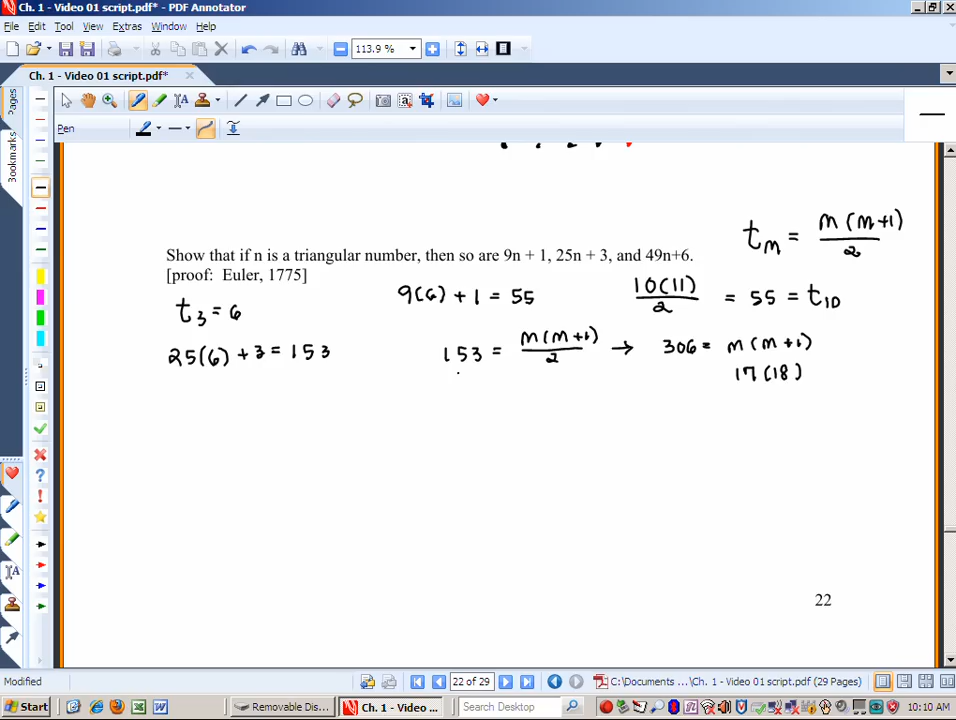 Ch. 1 - Video 01 script.pdf* - PDF Annotator
File Edit Tool View Extras Window Help
113.9 %
Ch. 1 - Video 01 script.pdf*
Pages
Bookmarks
Pen
t_m = m(m+1)/2
Show that if n is a triangular number, then so are 9n + 1, 25n + 3, and 49n+6.
[proof: Euler, 1775]
t_3 = 6
9(6) + 1 = 55
10(11)/2 = 55 = t_10
25(6) + 3 = 153
153 = m(m+1)/2 → 306 = m(m+1)
17(18)
22
Modified
22 of 29
C:\Documents ...
Ch. 1 - Video 01 script.pdf (29 Pages)
Start
Removable Dis...
Ch. 1 - Video ...
Search Desktop
10:10 AM